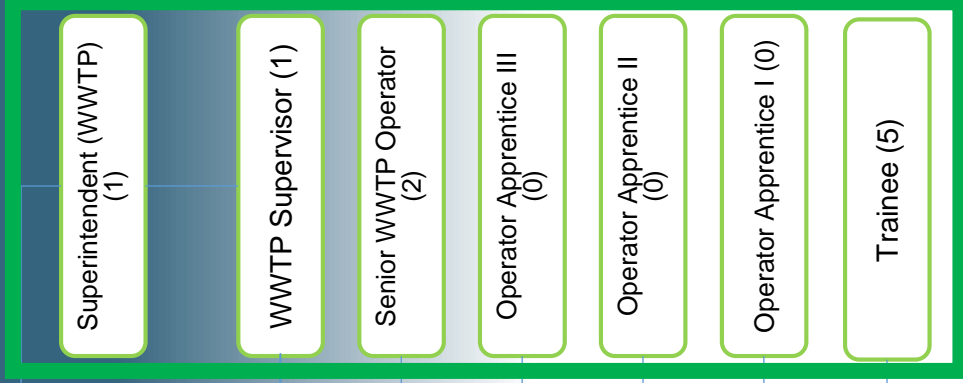 Superintendent (WWTP)
(1)
WWTP Supervisor (1)
Senior WWTP Operator
(2)
Operator Apprentice III
(0)
Operator Apprentice II
(0)
Operator Apprentice I (0)
Trainee (5)